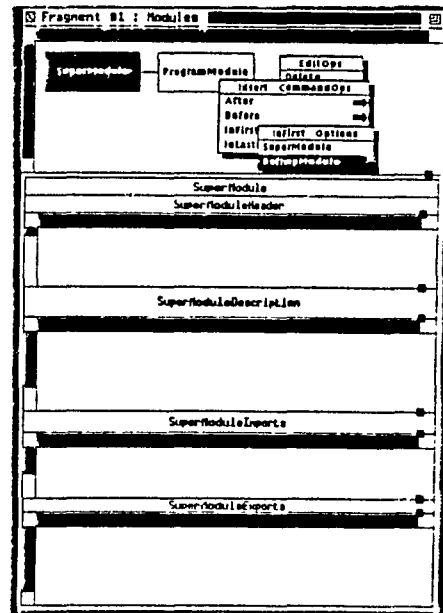 Fragment #1 : Modules
SuperModule
ProgramModule
EditOps
Delete
Insert CommandOps
After
Before
InFirst
InLast
InFirst Options
SuperModule
SuperModule
SuperModuleHeader
SuperModuleDescription
SuperModuleImports
SuperModuleExports